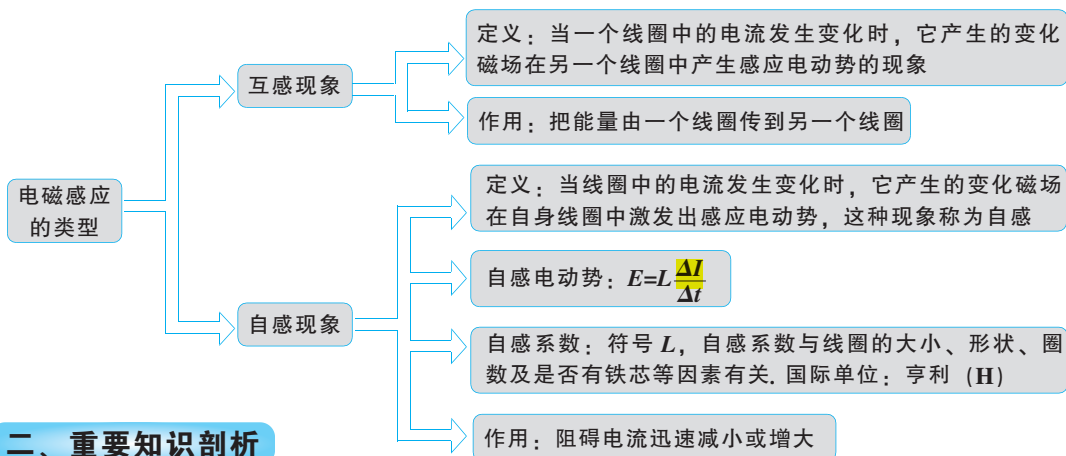 定义：当一个线圈中的电流发生变化时，它产生的变化
磁场在另一个线圈中产生感应电动势的现象
互感现象
作用：把能量由一个线圈传到另一个线圈
电磁感应
的类型
定义：当线圈中的电流发生变化时，它产生的变化磁场
在自身线圈中激发出感应电动势，这种现象称为自感
自感电动势：E=L ΔI/Δt
自感现象
自感系数：符号 L，自感系数与线圈的大小、形状、圈
数及是否有铁芯等因素有关. 国际单位：亨利 (H)
作用：阻碍电流迅速减小或增大
二、重要知识剖析